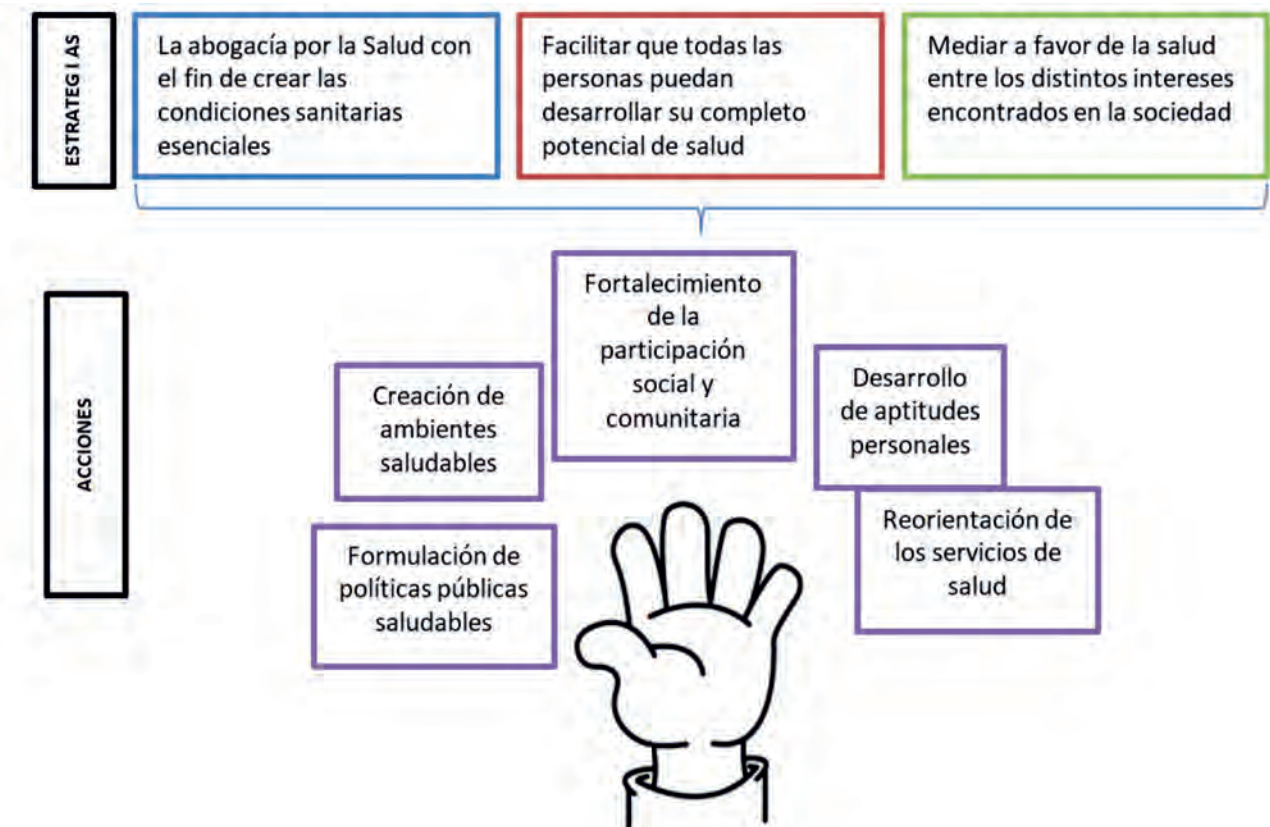 ESTRATEGIAS
La abogacía por la Salud con
el fin de crear las
condiciones sanitarias
esenciales
Facilitar que todas las
personas puedan
desarrollar su completo
potencial de salud
Mediar a favor de la salud
entre los distintos intereses
encontrados en la sociedad
ACCIONES
Fortalecimiento
de la
participación
social y
comunitaria
Creación de
ambientes
saludables
Desarrollo
de aptitudes
personales
Formulación de
políticas públicas
saludables
Reorientación de
los servicios de
salud